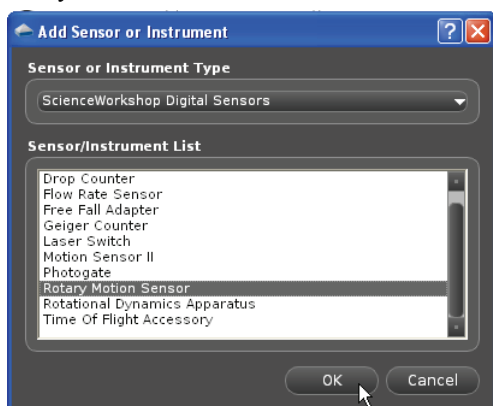 Add Sensor or Instrument
Sensor or Instrument Type
ScienceWorkshop Digital Sensors
Sensor/Instrument List
Drop Counter
Flow Rate Sensor
Free Fall Adapter
Geiger Counter
Laser Switch
Motion Sensor II
Photogate
Rotary Motion Sensor
Rotational Dynamics Apparatus
Time Of Flight Accessory
OK Cancel